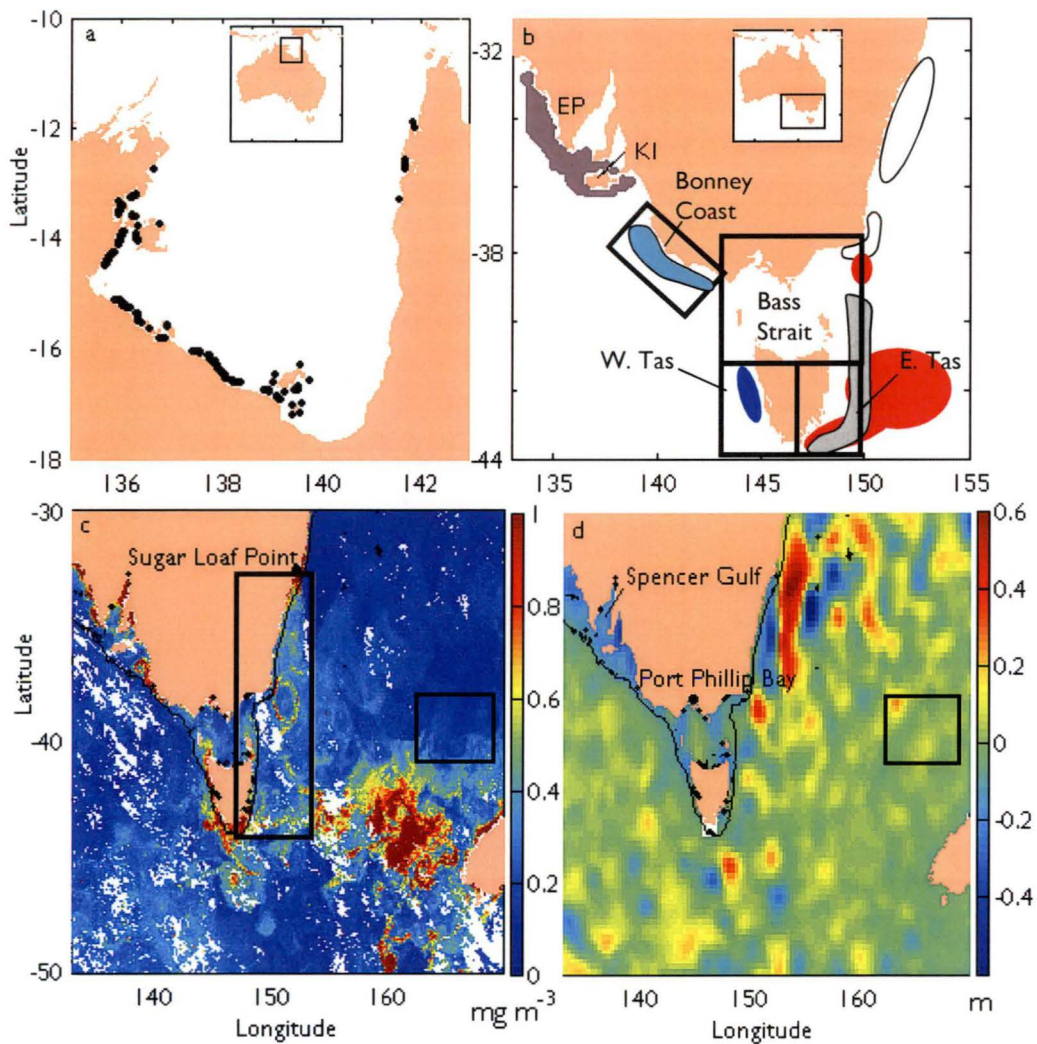 a
-10
-12
-14
-16
-18
Latitude
136
138
140
142
b
-32
-38
-44
EP
KI
Bonney
Coast
Bass
Strait
W. Tas
E. Tas
135
140
145
150
155
c
-30
-40
-50
Latitude
Sugar Loaf Point
140
150
160
Longitude
1
0.8
0.6
0.4
0.2
0
mg m
-3
d
Spencer Gulf
Port Phillip Bay
140
150
160
Longitude
0.6
0.4
0.2
0
-0.2
-0.4
m